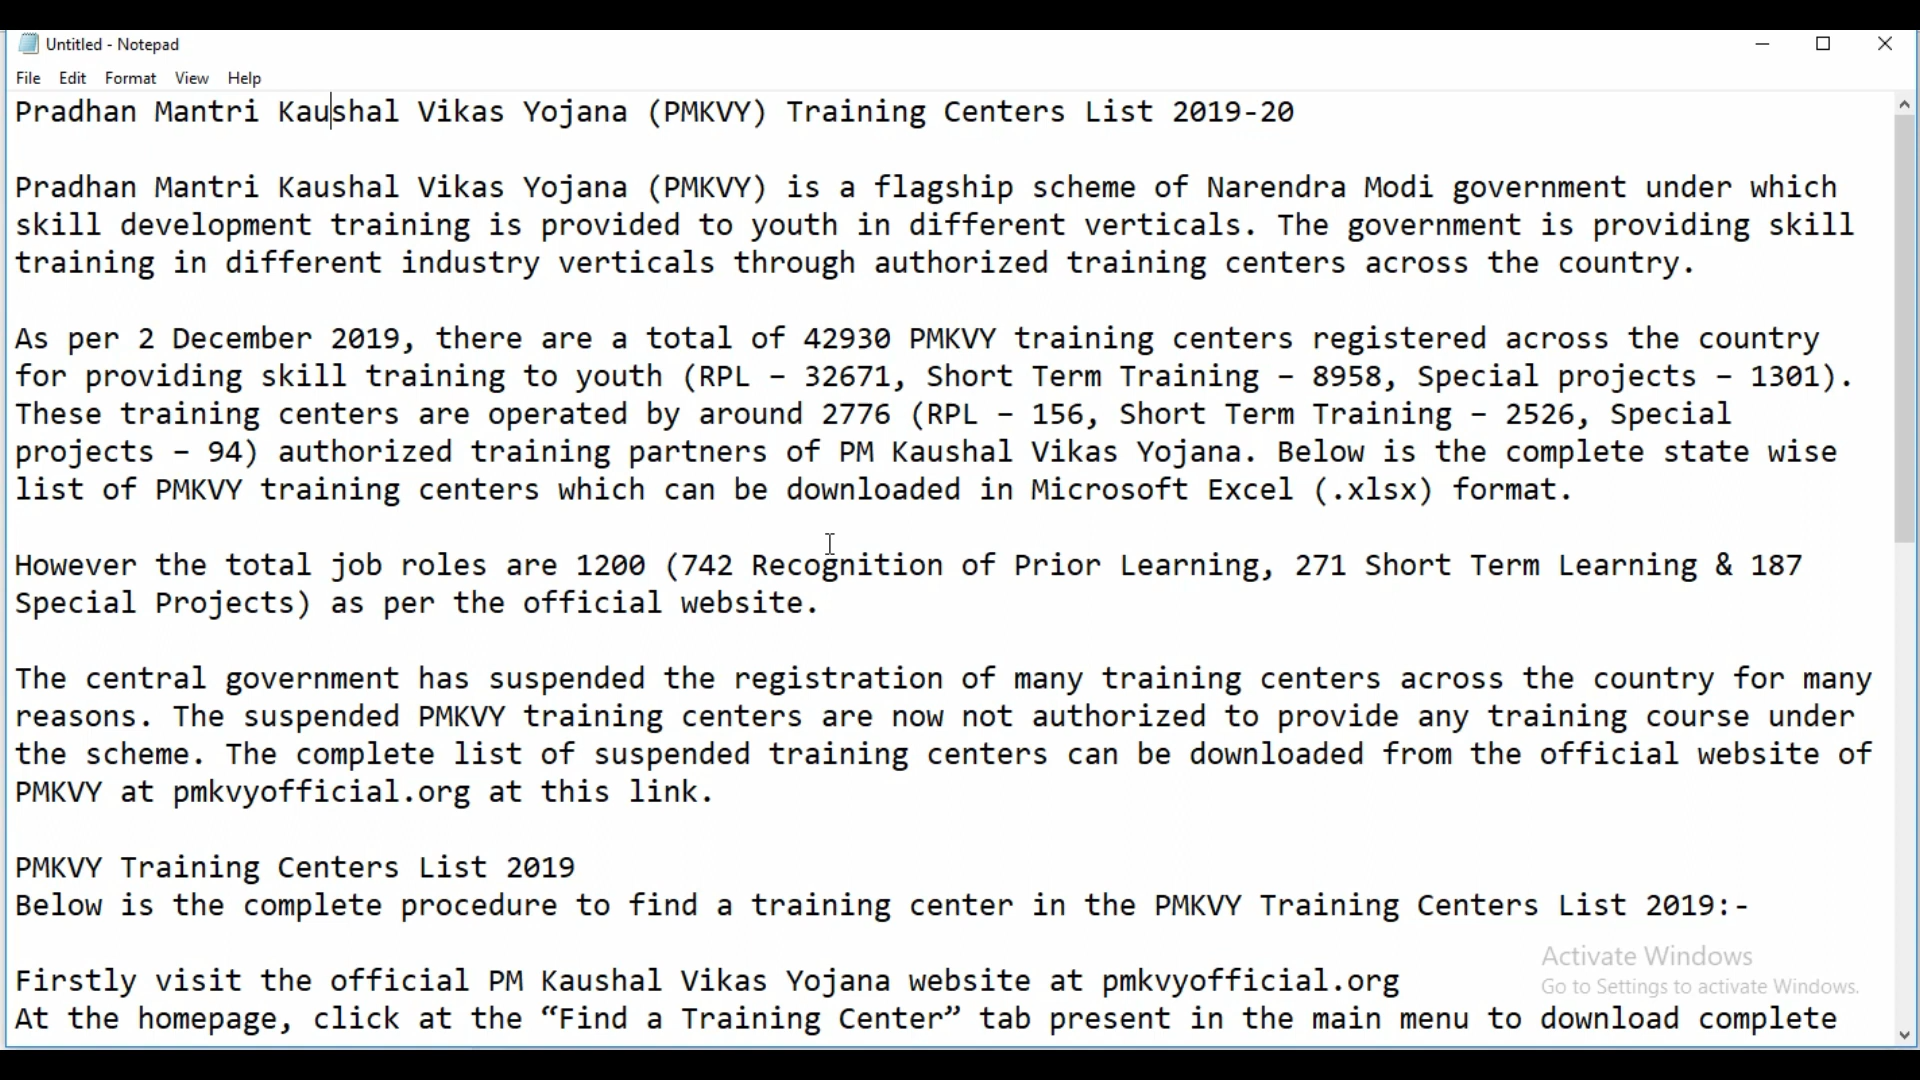 Untitled - Notepad
File Edit Format View Help
Pradhan Mantri Kaushal Vikas Yojana (PMKVY) Training Centers List 2019-20
Pradhan Mantri Kaushal Vikas Yojana (PMKVY) is a flagship scheme of Narendra Modi government under which
skill development training is provided to youth in different verticals. The government is providing skill
training in different industry verticals through authorized training centers across the country.
As per 2 December 2019, there are a total of 42930 PMKVY training centers registered across the country
for providing skill training to youth (RPL – 32671, Short Term Training – 8958, Special projects – 1301).
These training centers are operated by around 2776 (RPL – 156, Short Term Training – 2526, Special
projects – 94) authorized training partners of PM Kaushal Vikas Yojana. Below is the complete state wise
list of PMKVY training centers which can be downloaded in Microsoft Excel (.xlsx) format.
However the total job roles are 1200 (742 Recognition of Prior Learning, 271 Short Term Learning & 187
Special Projects) as per the official website.
The central government has suspended the registration of many training centers across the country for many
reasons. The suspended PMKVY training centers are now not authorized to provide any training course under
the scheme. The complete list of suspended training centers can be downloaded from the official website of
PMKVY at pmkvyofficial.org at this link.
PMKVY Training Centers List 2019
Below is the complete procedure to find a training center in the PMKVY Training Centers List 2019:-
Firstly visit the official PM Kaushal Vikas Yojana website at pmkvyofficial.org
At the homepage, click at the “Find a Training Center” tab present in the main menu to download complete
Activate Windows
Go to Settings to activate Windows.